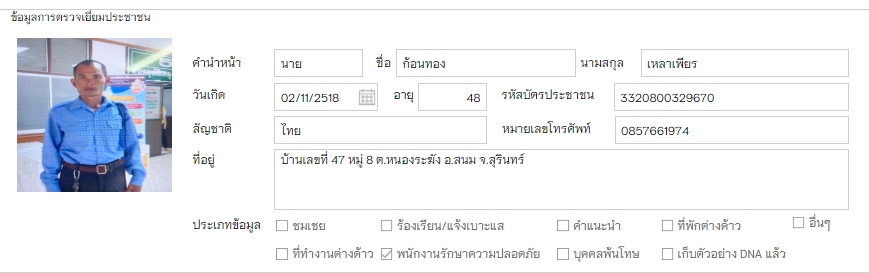 ข้อมูลการตรวจเยี่ยมประชาชน
คำนำหน้า นาย ชื่อ ก้อนทอง นามสกุล เหลาเพียร
วันเกิด 02/11/2518 อายุ 48 รหัสบัตรประชาชน 3320800329670
สัญชาติ ไทย หมายเลขโทรศัพท์ 0857661974
ที่อยู่ บ้านเลขที่ 47 หมู่ 8 ต.หนองระฆัง อ.สนม จ.สุรินทร์
ประเภทข้อมูล ชมเชย ร้องเรียน/แจ้งเบาะแส คำแนะนำ ที่พักต่างด้าว อื่นๆ
ที่ทำงานต่างด้าว พนักงานรักษาความปลอดภัย บุคคลพ้นโทษ เก็บตัวอย่าง DNA แล้ว